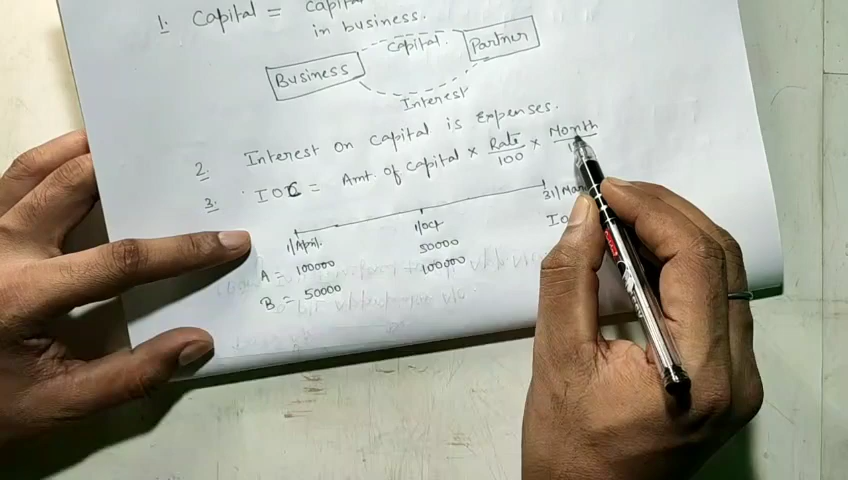 1. Capital = Capital
in business.
Capital. Partner
Business
Interest
2. Interest on capital is Expenses.
3. IOC = Amt. of capital × Rate/100 × Month
1/April. 1/oct 31/Mar
A = 100000 50000
B = 50000 100000